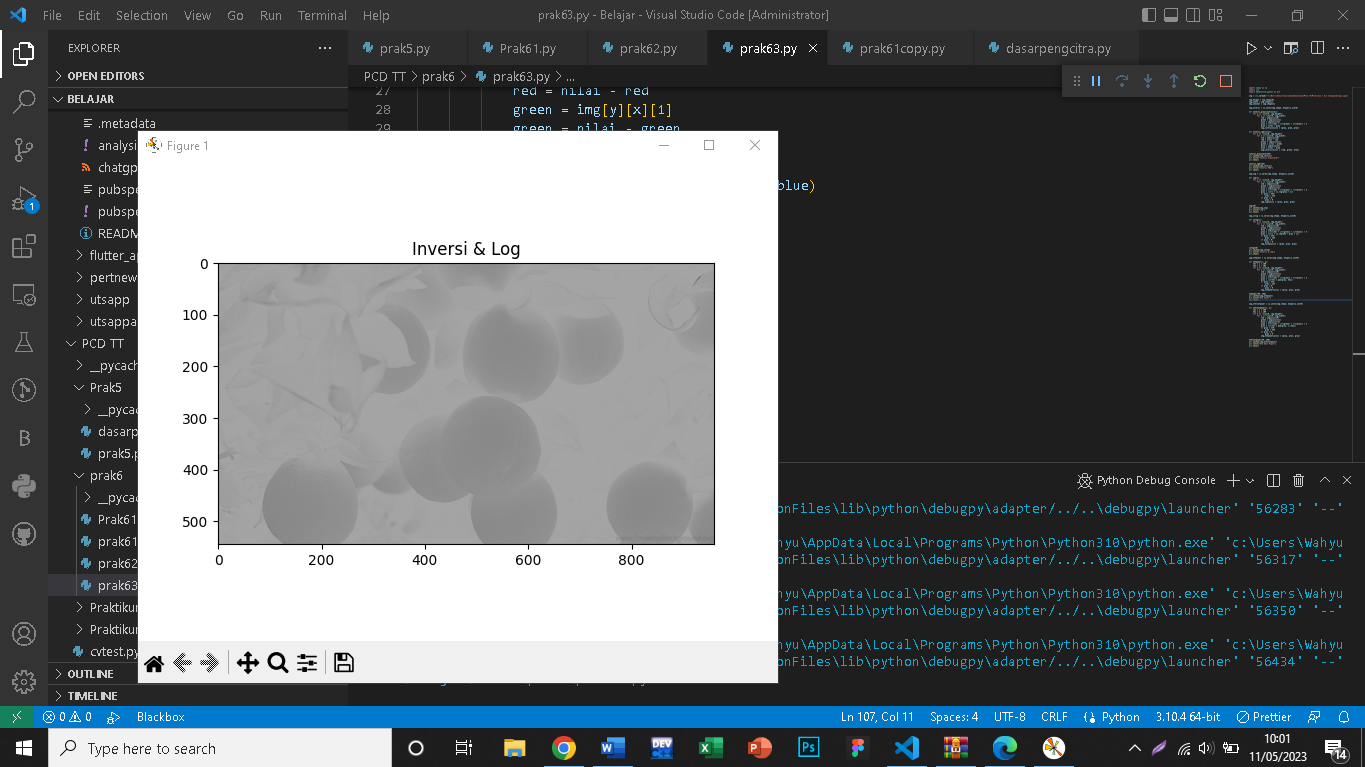 File Edit Selection View Go Run Terminal Help
prak63.py - Belajar - Visual Studio Code [Administrator]
EXPLORER
OPEN EDITORS
BELAJAR
.metadata
analysi
chatgp
pubspe
pubspe
READM
flutter_ap
pertnew
utsapp
utsappa
PCD TT
__pycach
Prak5
__pycac
dasarp
prak5.p
prak6
__pycac
Prak61
prak61
prak62
prak63
Praktikur
Praktikur
cvtest.py
OUTLINE
TIMELINE
prak5.py Prak61.py prak62.py prak63.py prak61copy.py dasarpengcitra.py
PCD TT > prak6 > prak63.py > ...
27 red = nilai - red
28 green = img[y][x][1]
29 green = nilai - green
blue)
Figure 1
Inversi & Log
0
100
200
300
400
500
0 200 400 600 800
Python Debug Console
onFiles\lib\python\debugpy\adapter/../..\debugpy\launcher' '56283' '--'
hyu\AppData\Local\Programs\Python\Python310\python.exe' 'c:\Users\Wahyu
onFiles\lib\python\debugpy\adapter/../..\debugpy\launcher' '56317' '--'
hyu\AppData\Local\Programs\Python\Python310\python.exe' 'c:\Users\Wahyu
onFiles\lib\python\debugpy\adapter/../..\debugpy\launcher' '56350' '--'
hyu\AppData\Local\Programs\Python\Python310\python.exe' 'c:\Users\Wahyu
onFiles\lib\python\debugpy\adapter/../..\debugpy\launcher' '56434' '--'
0 0 Blackbox
Ln 107, Col 11 Spaces: 4 UTF-8 CRLF Python 3.10.4 64-bit Prettier
Type here to search
10:01
11/05/2023
14